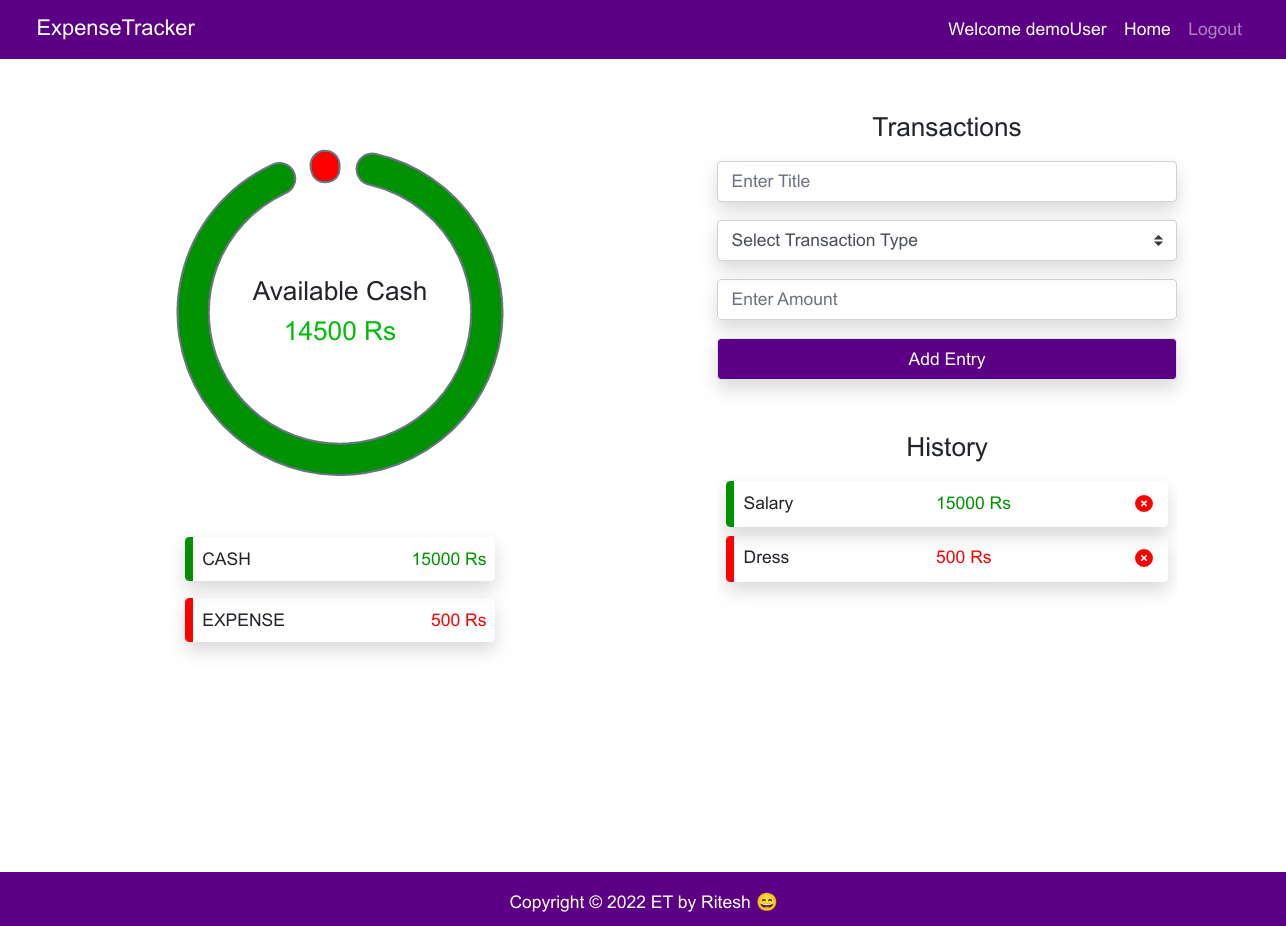 ExpenseTracker
Welcome demoUser Home Logout
Available Cash
14500 Rs
CASH 15000 Rs
EXPENSE 500 Rs
Transactions
Enter Title
Select Transaction Type
Enter Amount
Add Entry
History
Salary 15000 Rs
Dress 500 Rs
Copyright © 2022 ET by Ritesh 😄